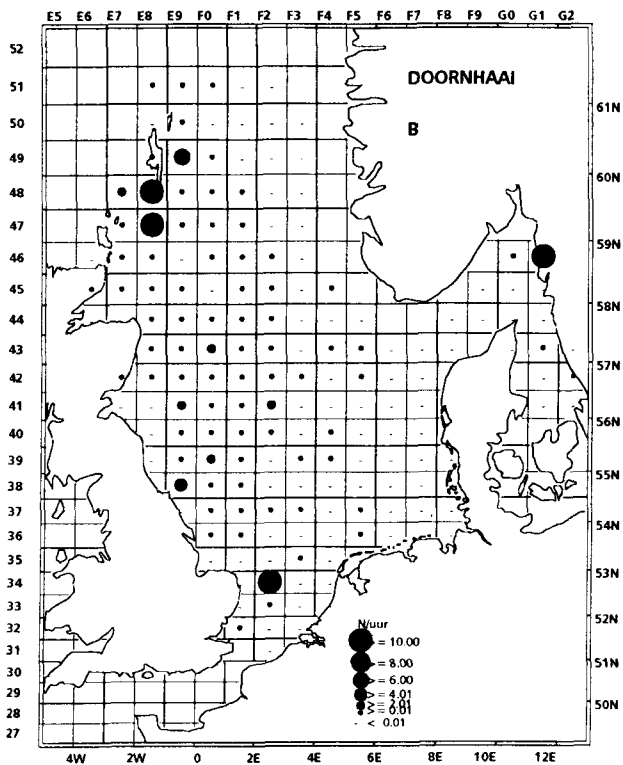 E5 E6 E7 E8 E9 F0 F1 F2 F3 F4 F5 F6 F7 F8 F9 G0 G1 G2
52
51
50
49
48
47
46
45
44
43
42
41
40
39
38
37
36
35
34
33
32
31
30
29
28
27
DOORNHAAI
B
61N
60N
59N
58N
57N
56N
55N
54N
53N
52N
51N
50N
N/uur
> = 10.00
> = 8.00
> = 6.00
> = 4.01
> = 2.01
> = 0.01
< 0.01
4W 2W 0 2E 4E 6E 8E 10E 12E